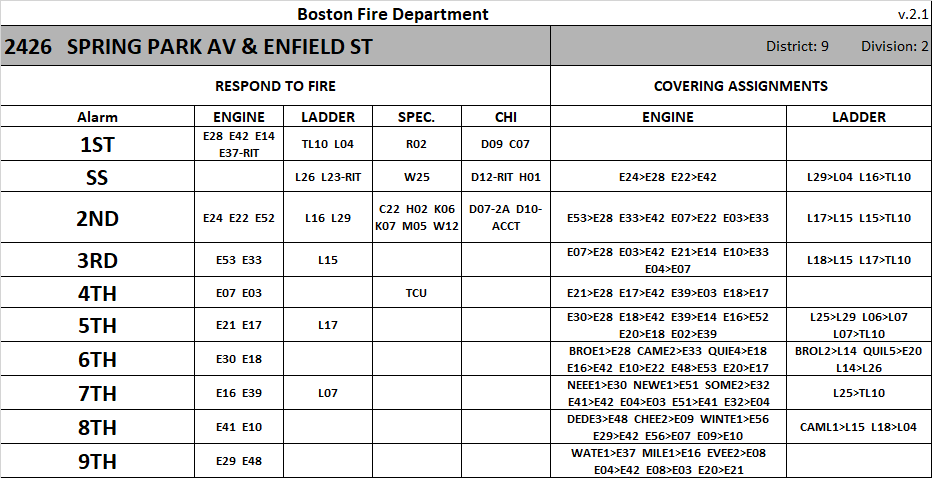 Boston Fire Department v.2.1
2426 SPRING PARK AV & ENFIELD ST District: 9 Division: 2
RESPOND TO FIRE COVERING ASSIGNMENTS
Alarm ENGINE LADDER SPEC. CHI ENGINE LADDER
1ST E28 E42 E14 E37-RIT TL10 L04 R02 D09 C07
SS L26 L23-RIT W25 D12-RIT H01 E24>E28 E22>E42 L29>L04 L16>TL10
2ND E24 E22 E52 L16 L29 C22 H02 K06 K07 M05 W12 D07-2A D10-ACCT E53>E28 E33>E42 E07>E22 E03>E33 L17>L15 L15>TL10
3RD E53 E33 L15 E07>E28 E03>E42 E21>E14 E10>E33 E04>E07 L18>L15 L17>TL10
4TH E07 E03 TCU E21>E28 E17>E42 E39>E03 E18>E17
5TH E21 E17 L17 E30>E28 E18>E42 E39>E14 E16>E52 E20>E18 E02>E39 L25>L29 L06>L07 L07>TL10
6TH E30 E18 BROE1>E28 CAME2>E33 QUIE4>E18 E16>E42 E10>E22 E48>E53 E20>E17 BROL2>L14 QUIL5>E20 L14>L26
7TH E16 E39 L07 NEEE1>E30 NEWE1>E51 SOME2>E32 E41>E42 E04>E03 E51>E41 E32>E04 L25>TL10
8TH E41 E10 DEDE3>E48 CHEE2>E09 WINTE1>E56 E29>E42 E56>E07 E09>E10 CAML1>L15 L18>L04
9TH E29 E48 WATE1>E37 MILE1>E16 EVEE2>E08 E04>E42 E08>E03 E20>E21